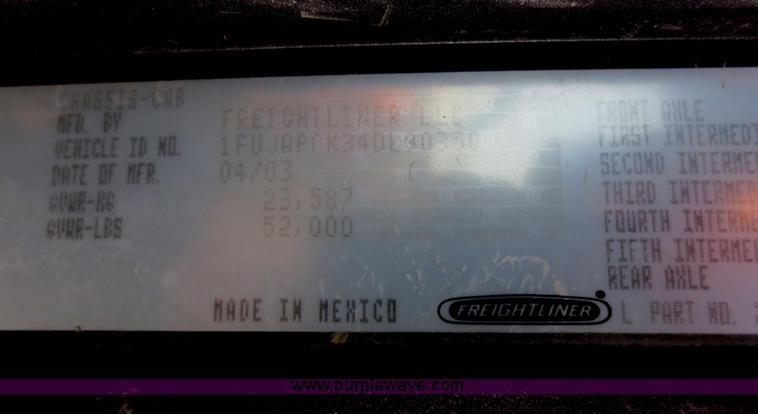 CHASSIS-CAB
MFD. BY FREIGHTLINER LLC
VEHICLE ID NO.
DATE OF MFR. 04/03
GVWR-KG 23,587
GVWR-LBS 52,000
MADE IN MEXICO
FREIGHTLINER
FRONT AXLE
FIRST INTERMEDI
SECOND INTERME
THIRD INTERMED
FOURTH INTERME
FIFTH INTERMED
REAR AXLE
L PART NO.
www.purplewave.com